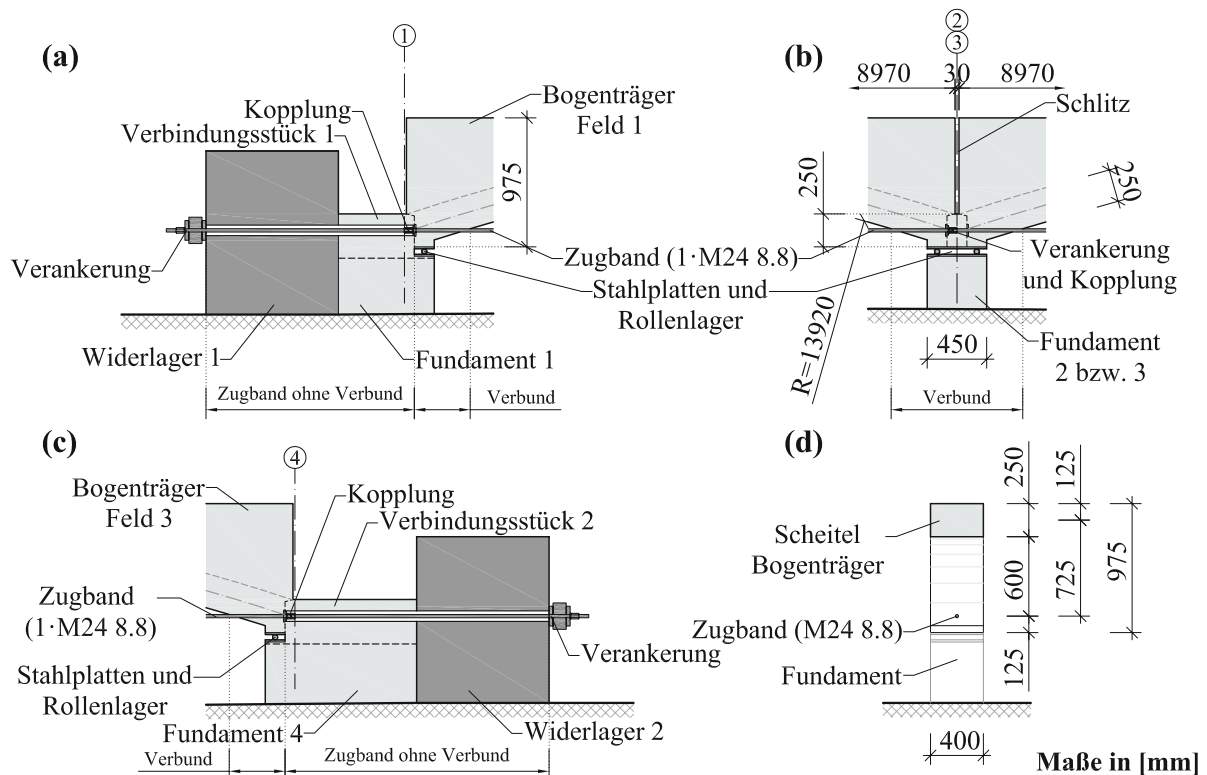 (a)
1
Kopplung
Verbindungsstück 1
Bogenträger
Feld 1
975
Verankerung
Zugband (1·M24 8.8)
Stahlplatten und
Rollenlager
Widerlager 1
Fundament 1
Zugband ohne Verbund
Verbund
(b)
2
3
8970
30
8970
Schlitz
250
250
Verankerung
und Kopplung
R=13920
450
Fundament
2 bzw. 3
Verbund
(c)
4
Bogenträger
Feld 3
Kopplung
Verbindungsstück 2
Zugband
(1·M24 8.8)
Verankerung
Stahlplatten und
Rollenlager
Fundament 4
Widerlager 2
Verbund
Zugband ohne Verbund
(d)
250
125
Scheitel
Bogenträger
600
725
975
Zugband (M24 8.8)
Fundament
125
400
Maße in [mm]